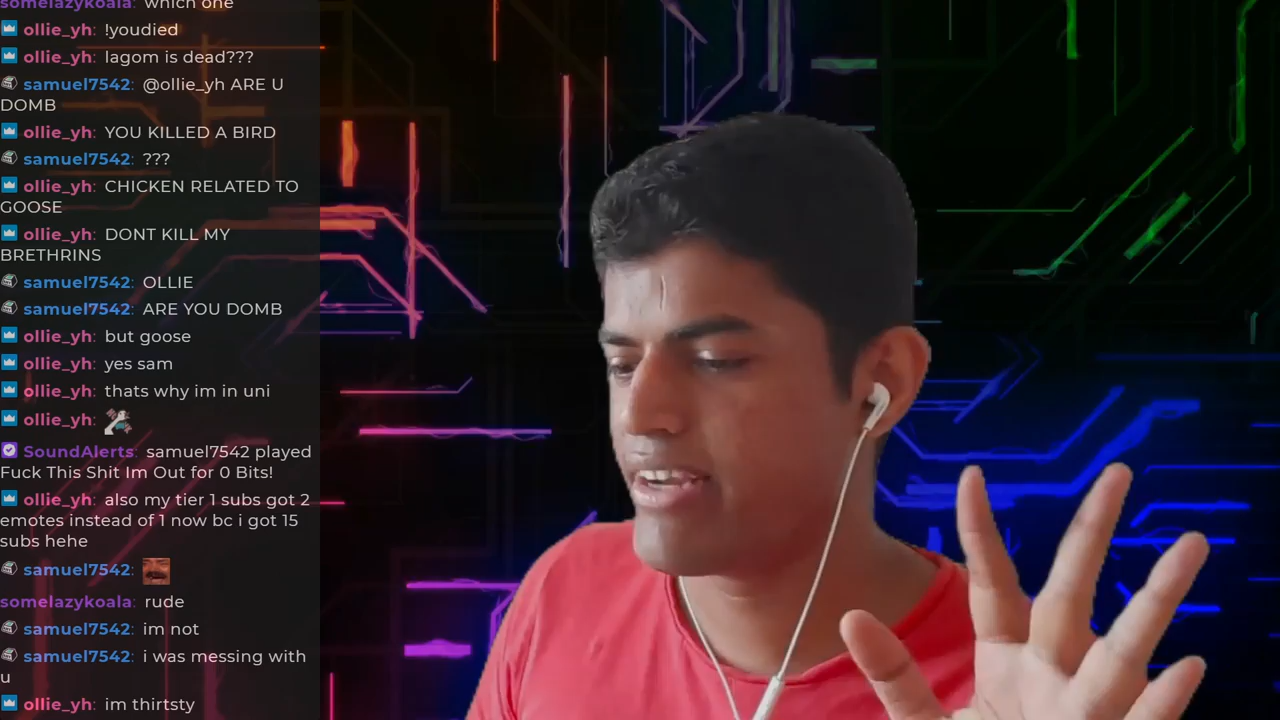 somelazykoala: which one
ollie_yh: !youdied
ollie_yh: lagom is dead???
samuel7542: @ollie_yh ARE U
DOMB
ollie_yh: YOU KILLED A BIRD
samuel7542: ???
ollie_yh: CHICKEN RELATED TO
GOOSE
ollie_yh: DONT KILL MY
BRETHRINS
samuel7542: OLLIE
samuel7542: ARE YOU DOMB
ollie_yh: but goose
ollie_yh: yes sam
ollie_yh: thats why im in uni
ollie_yh:
SoundAlerts: samuel7542 played
Fuck This Shit Im Out for 0 Bits!
ollie_yh: also my tier 1 subs got 2
emotes instead of 1 now bc i got 15
subs hehe
samuel7542:
somelazykoala: rude
samuel7542: im not
samuel7542: i was messing with
u
ollie_yh: im thirtsty